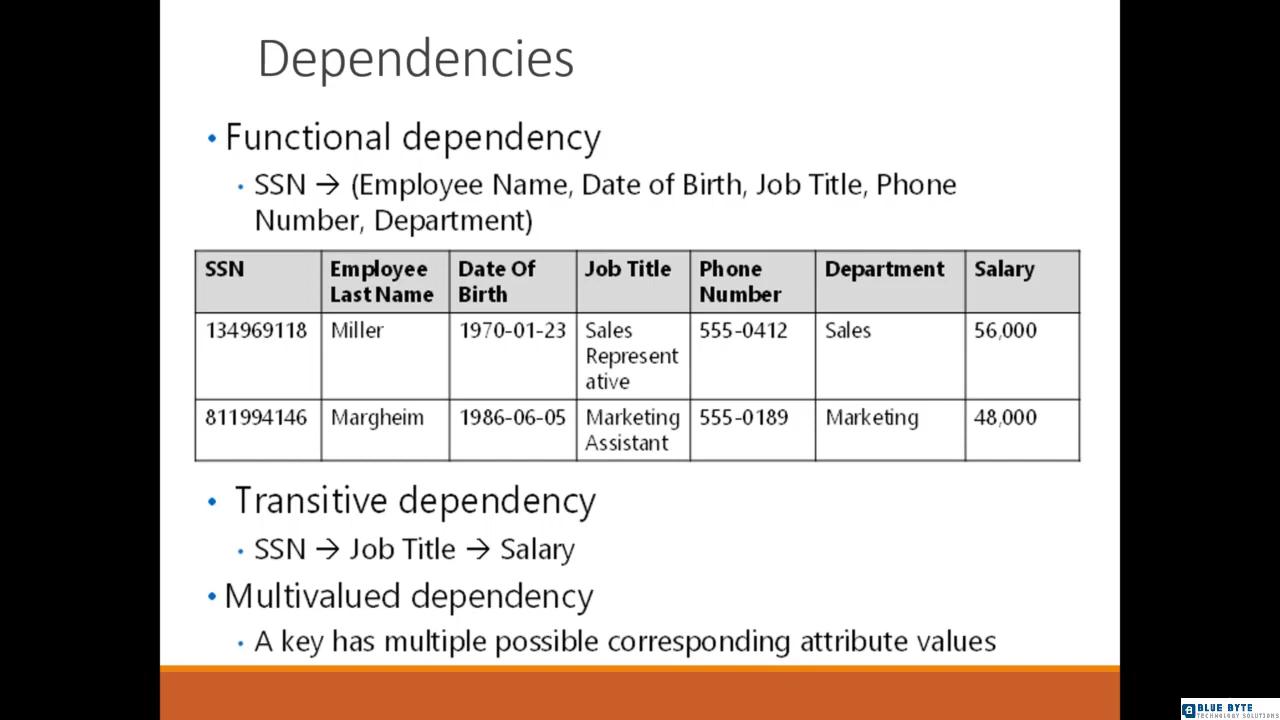 Dependencies
• Functional dependency
• SSN → (Employee Name, Date of Birth, Job Title, Phone
Number, Department)
SSN Employee Last Name Date Of Birth Job Title Phone Number Department Salary
134969118 Miller 1970-01-23 Sales Representative 555-0412 Sales 56,000
811994146 Margheim 1986-06-05 Marketing Assistant 555-0189 Marketing 48,000
• Transitive dependency
• SSN → Job Title → Salary
• Multivalued dependency
• A key has multiple possible corresponding attribute values
BLUE BYTE
TECHNOLOGY SOLUTIONS